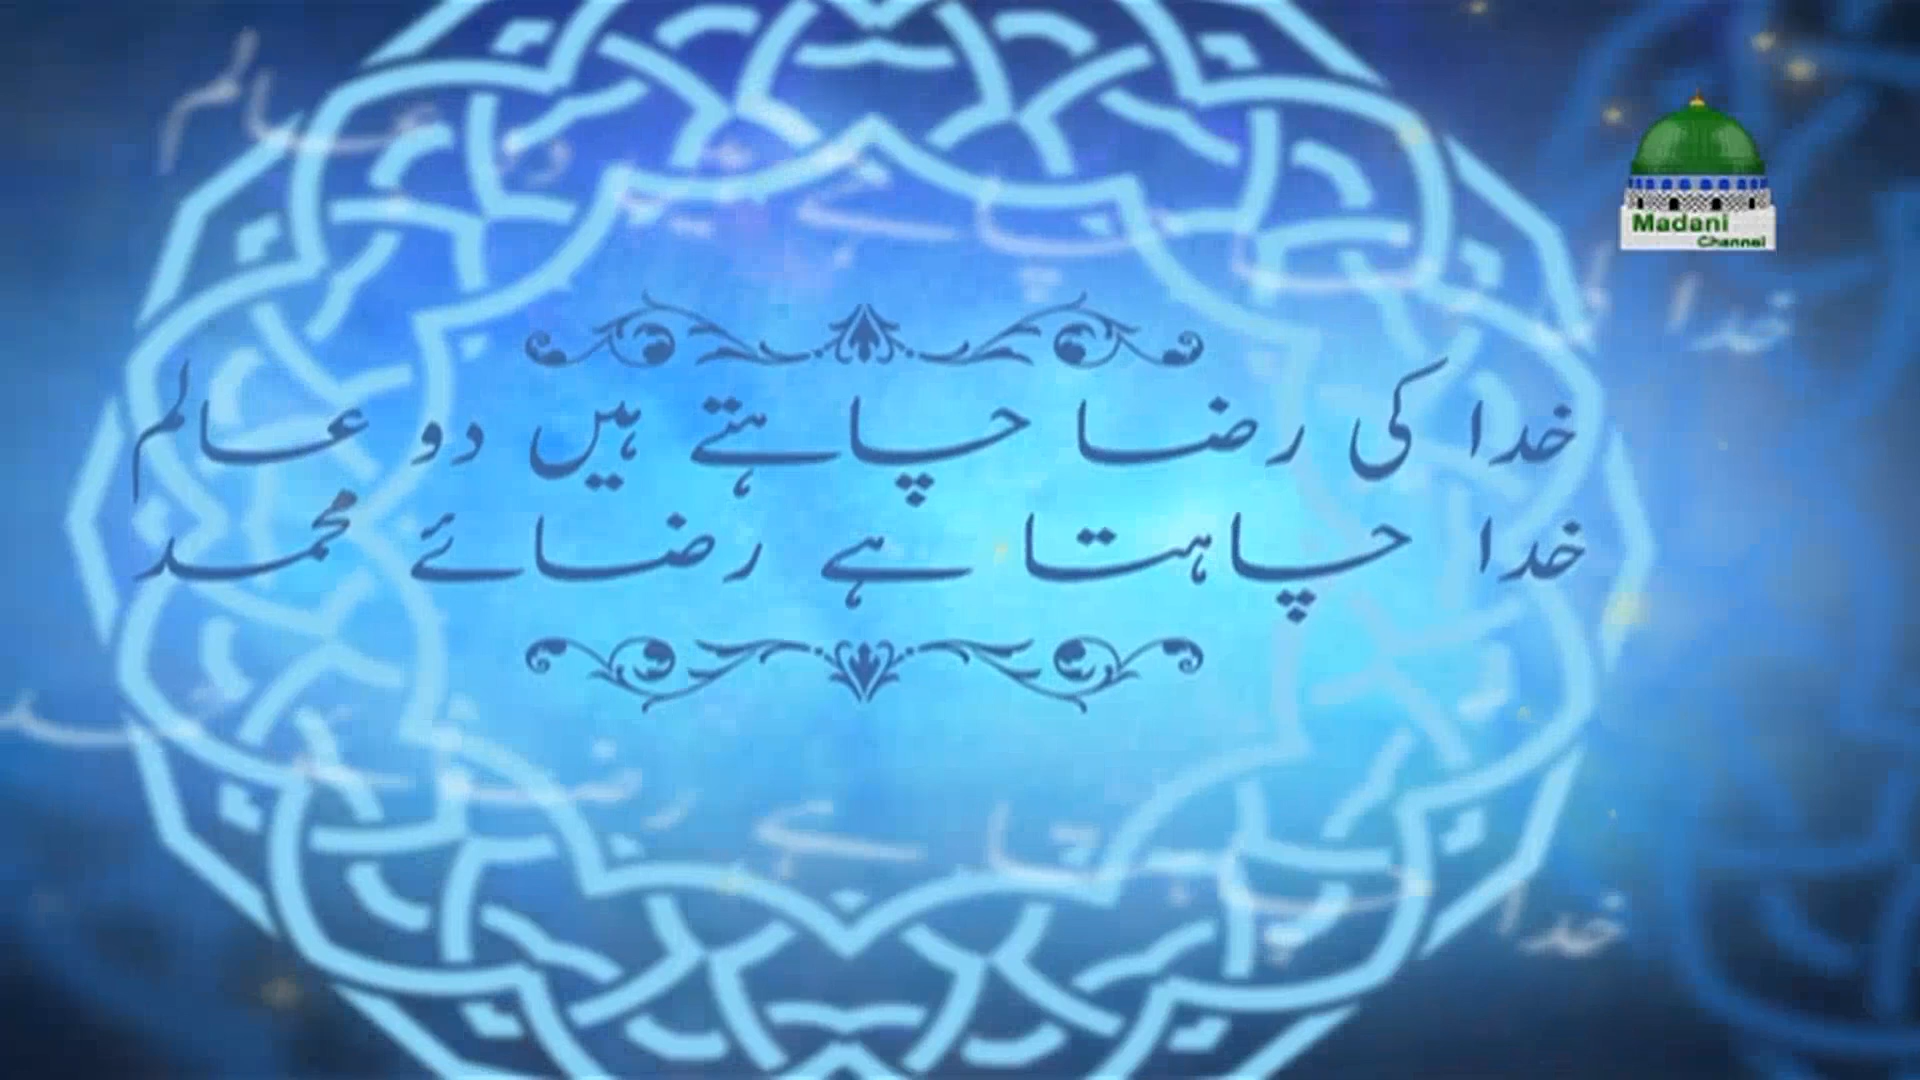 Madani
Channel
خدا کی رضا چاہتے ہیں دو عالم
خدا چاہتا ہے رضائے محمد